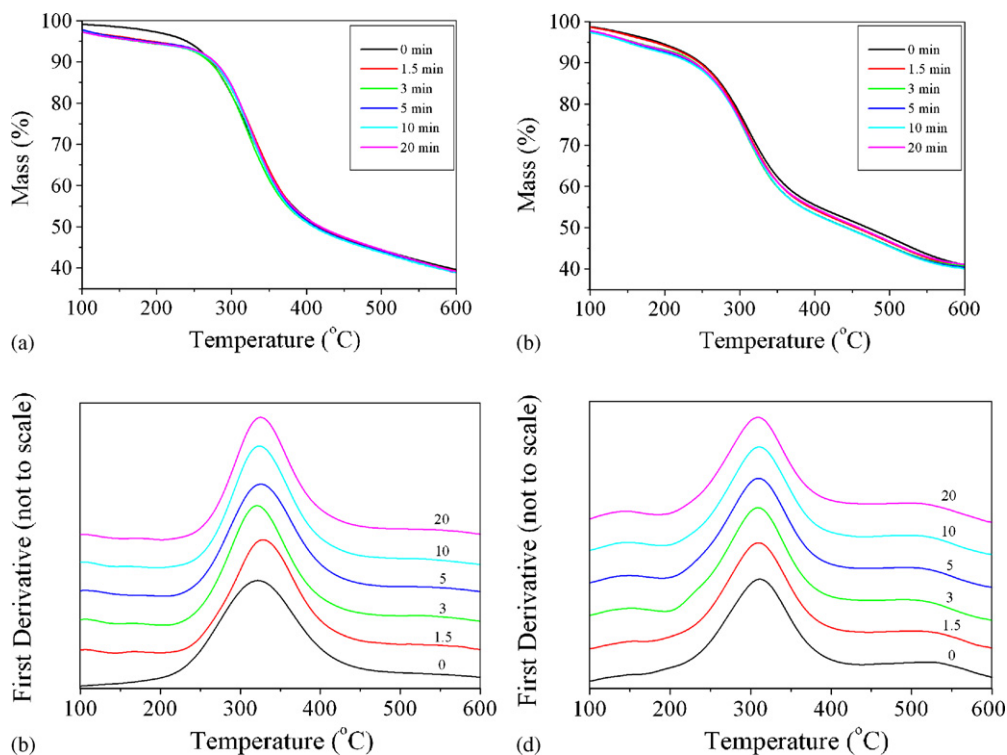 100
90
80
70
60
50
40
Mass (%)
0 min
1.5 min
3 min
5 min
10 min
20 min
100 200 300 400 500 600
(a)
Temperature (°C)
100
90
80
70
60
50
40
Mass (%)
0 min
1.5 min
3 min
5 min
10 min
20 min
100 200 300 400 500 600
(b)
Temperature (°C)
First Derivative (not to scale)
20
10
5
3
1.5
0
100 200 300 400 500 600
(b)
Temperature (°C)
First Derivative (not to scale)
20
10
5
3
1.5
0
100 200 300 400 500 600
(d)
Temperature (°C)